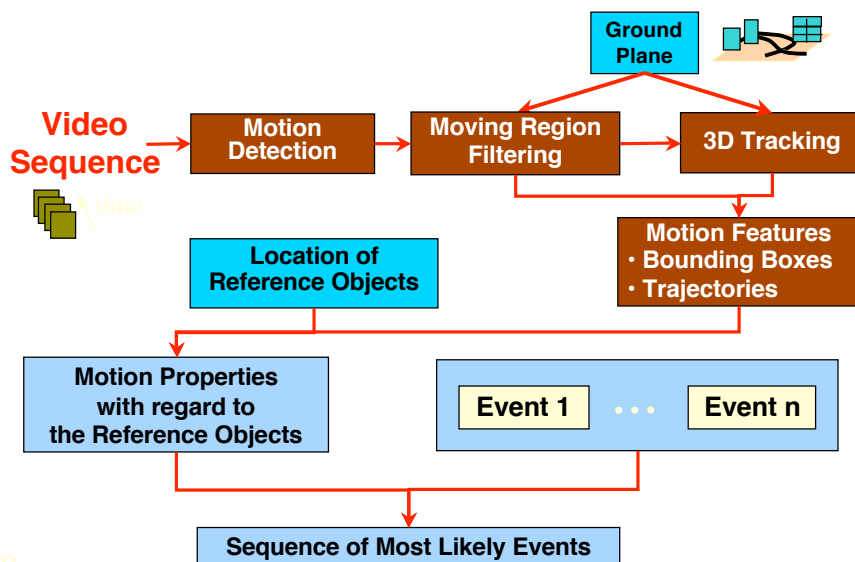 Ground
Plane
Video
Sequence
Motion
Detection
Moving Region
Filtering
3D Tracking
time
Location of
Reference Objects
Motion Features
• Bounding Boxes
• Trajectories
Motion Properties
with regard to
the Reference Objects
Event 1
• • •
Event n
Sequence of Most Likely Events